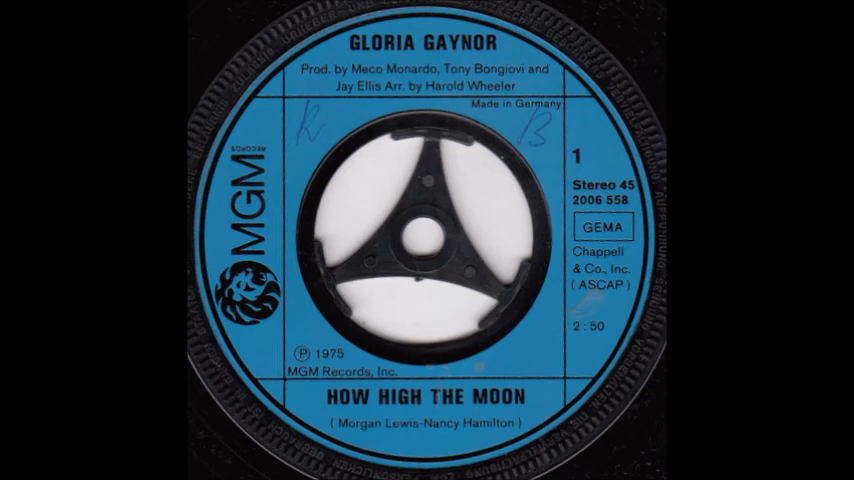 GLORIA GAYNOR
Prod. by Meco Monardo, Tony Bongiovi and
Jay Ellis Arr. by Harold Wheeler
Made in Germany
R
B
MGM
RECORDS
1
Stereo 45
2006 558
GEMA
Chappell
& Co., Inc.
(ASCAP)
2:50
Ⓟ 1975
MGM Records, Inc.
HOW HIGH THE MOON
(Morgan Lewis-Nancy Hamilton)